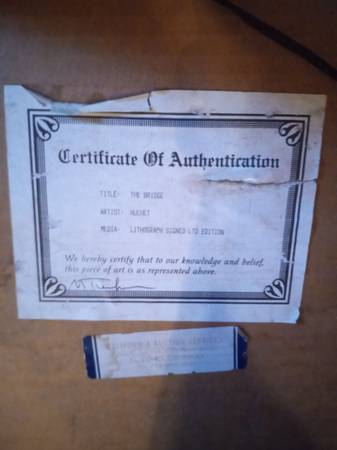 Certificate Of Authentication
TITLE- THE BRIDGE
ARTIST- HUCHET
MEDIA- LITHOGRAPH SIGNED LTD EDITION
We hereby certify that to our knowledge and belief,
this piece of art is as represented above.